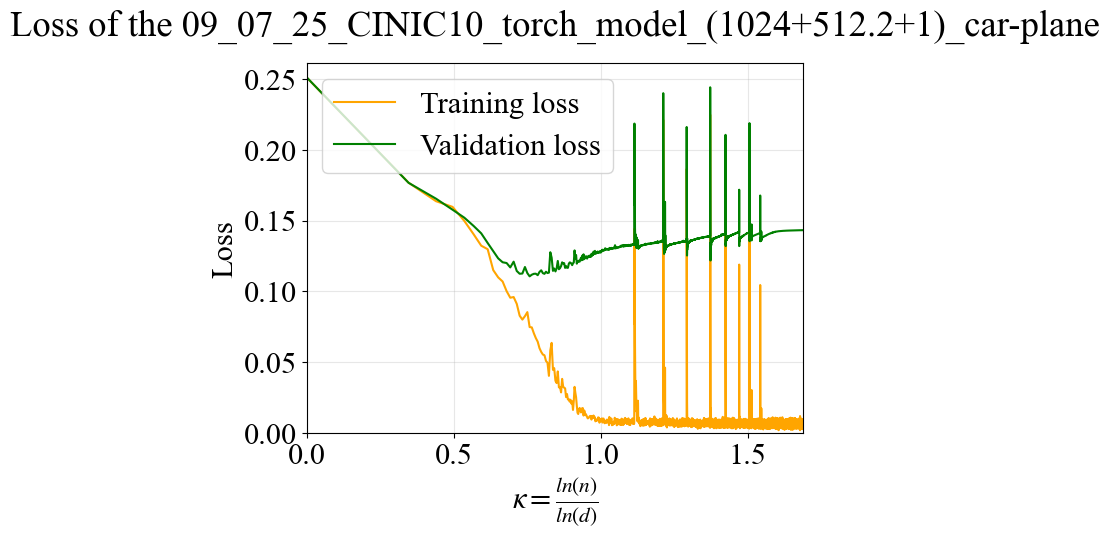 Loss of the 09_07_25_CINIC10_torch_model_(1024+512.2+1)_car-plane
0.25
0.20
0.15
0.10
0.05
0.00
Loss
Training loss
Validation loss
0.0 0.5 1.0 1.5
κ = ln(n) / ln(d)